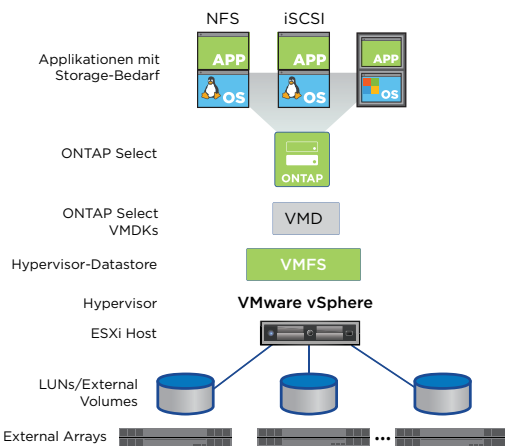 NFS iSCSI
Applikationen mit
Storage-Bedarf
APP APP APP
OS OS OS
ONTAP Select
ONTAP
ONTAP Select
VMDKs
VMD
Hypervisor-Datastore
VMFS
Hypervisor
VMware vSphere
ESXi Host
LUNs/External
Volumes
External Arrays
...